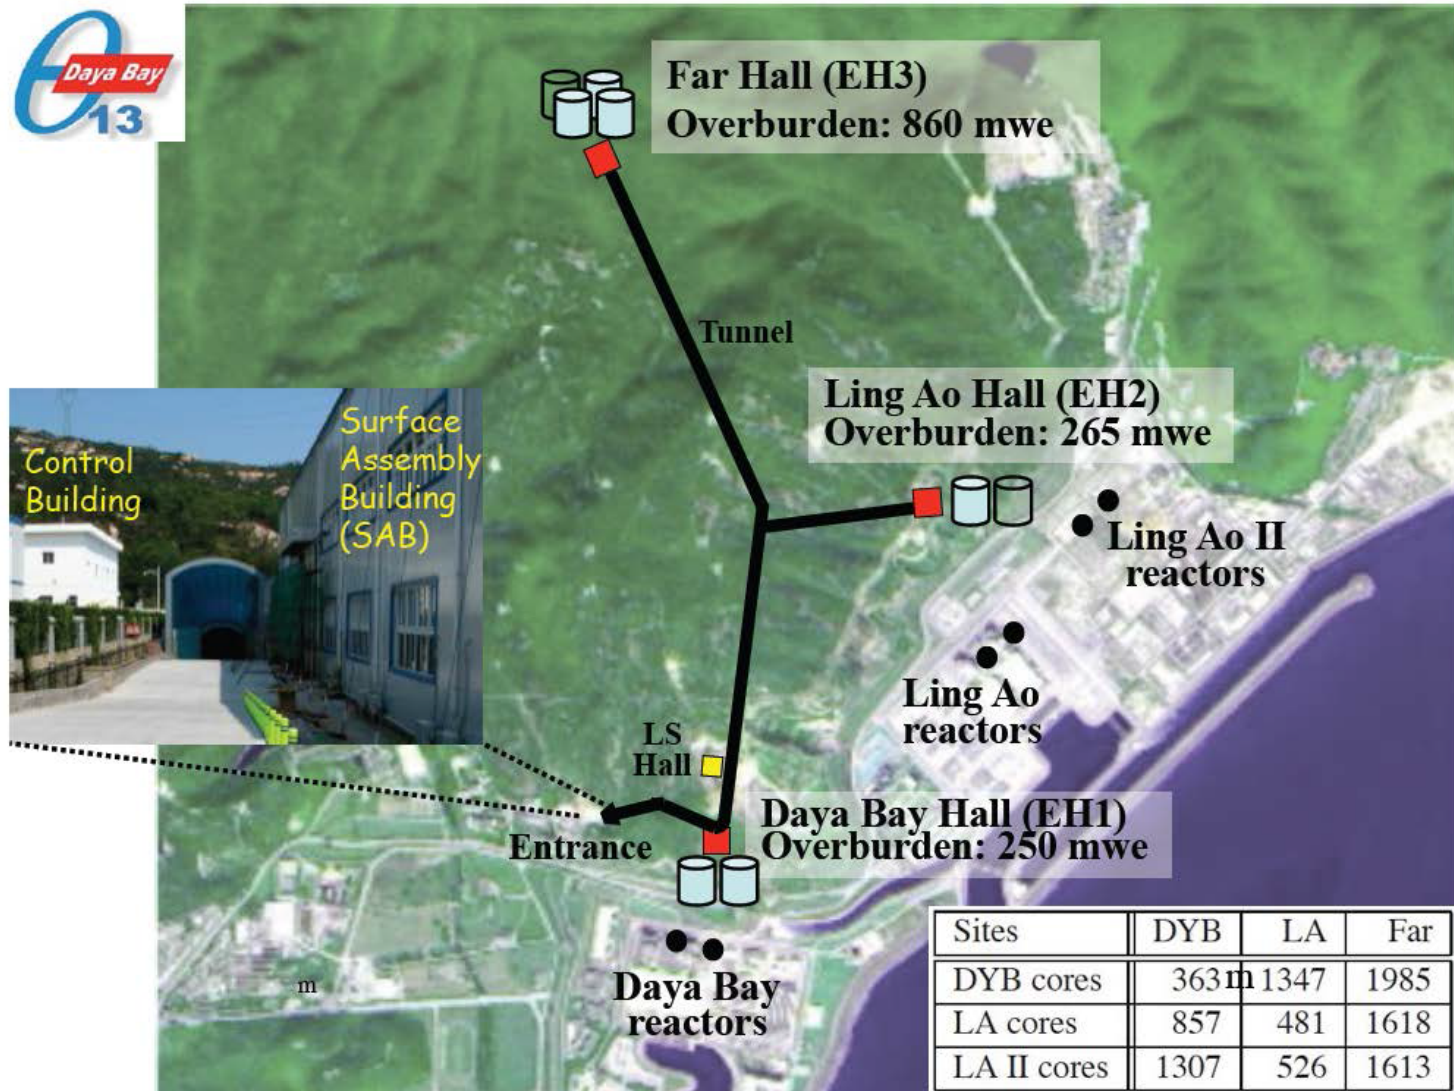 θ
Daya Bay
13
Far Hall (EH3)
Overburden: 860 mwe
Tunnel
Ling Ao Hall (EH2)
Overburden: 265 mwe
Control
Building
Surface
Assembly
Building
(SAB)
Ling Ao II
reactors
Ling Ao
reactors
LS
Hall
Entrance
Daya Bay Hall (EH1)
Overburden: 250 mwe
Daya Bay
reactors
m
Sites DYB LA Far
DYB cores 363 m 1347 1985
LA cores 857 481 1618
LA II cores 1307 526 1613